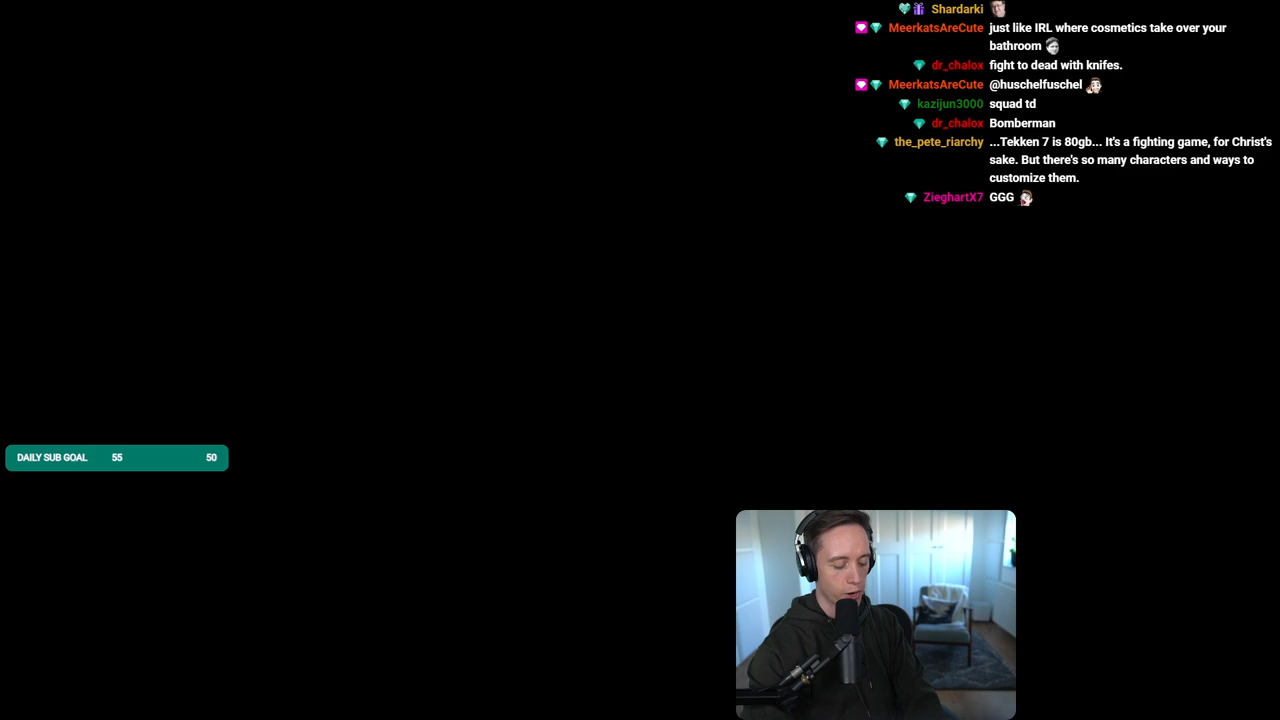 Shardarki
MeerkatsAreCute just like IRL where cosmetics take over your
bathroom
dr_chalox fight to dead with knifes.
MeerkatsAreCute @huschelfuschel
kazijun3000 squad td
dr_chalox Bomberman
the_pete_riarchy ...Tekken 7 is 80gb... It's a fighting game, for Christ's
sake. But there's so many characters and ways to
customize them.
ZieghartX7 GGG
DAILY SUB GOAL 55 50